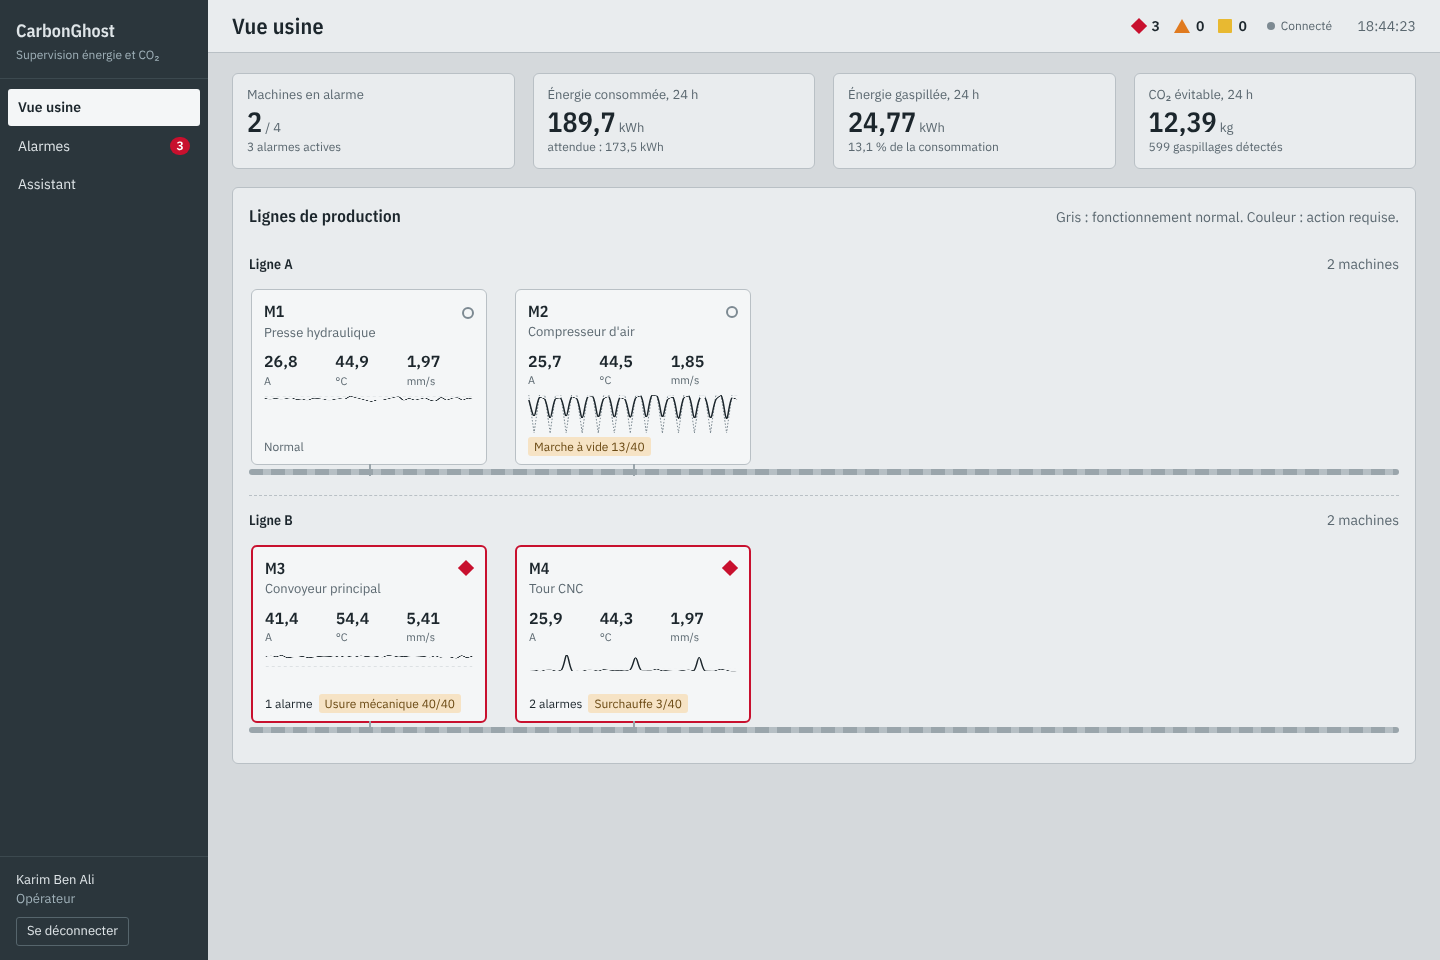 CarbonGhost
Supervision énergie et CO₂
Vue usine
Alarmes 3
Assistant
Karim Ben Ali
Opérateur
Se déconnecter
Vue usine
3 0 0 Connecté 18:44:23
Machines en alarme
2 / 4
3 alarmes actives
Énergie consommée, 24 h
189,7 kWh
attendue : 173,5 kWh
Énergie gaspillée, 24 h
24,77 kWh
13,1 % de la consommation
CO₂ évitable, 24 h
12,39 kg
599 gaspillages détectés
Lignes de production
Gris : fonctionnement normal. Couleur : action requise.
Ligne A
2 machines
M1
Presse hydraulique
26,8 44,9 1,97
A °C mm/s
Normal
M2
Compresseur d'air
25,7 44,5 1,85
A °C mm/s
Marche à vide 13/40
Ligne B
2 machines
M3
Convoyeur principal
41,4 54,4 5,41
A °C mm/s
1 alarme Usure mécanique 40/40
M4
Tour CNC
25,9 44,3 1,97
A °C mm/s
2 alarmes Surchauffe 3/40